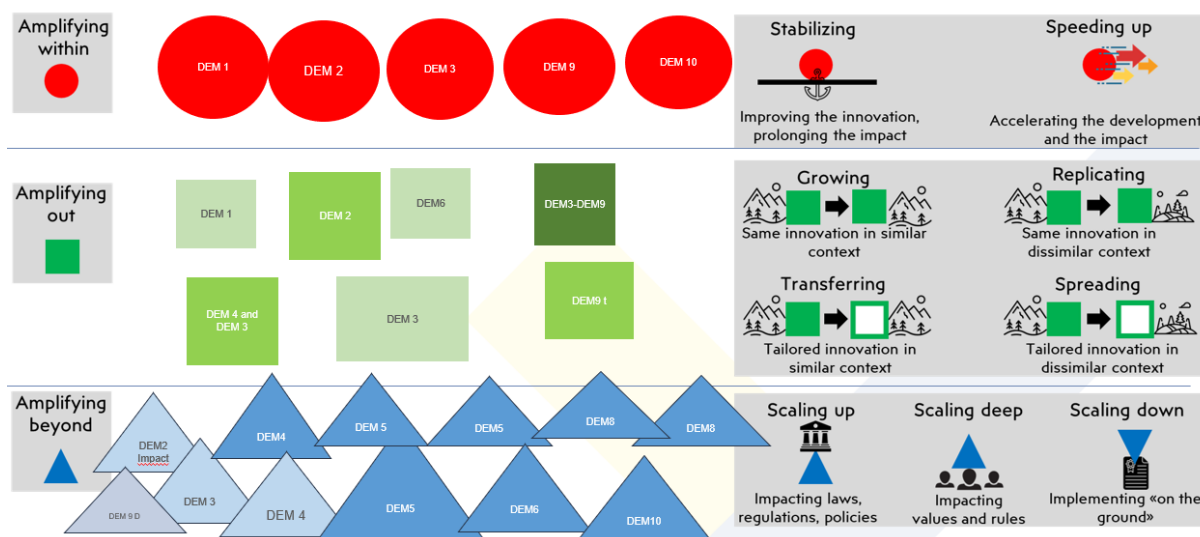 Amplifying
within
DEM 1
DEM 2
DEM 3
DEM 9
DEM 10
Stabilizing
Improving the innovation,
prolonging the impact
Speeding up
Accelerating the development
and the impact
Amplifying
out
DEM 1
DEM 2
DEM6
DEM3-DEM9
DEM 4 and
DEM 3
DEM 3
DEM9 t
Growing
Same innovation in similar
context
Replicating
Same innovation in
dissimilar context
Transferring
Tailored innovation in
similar context
Spreading
Tailored innovation in
dissimilar context
Amplifying
beyond
DEM2
Impact
DEM4
DEM 5
DEM5
DEM8
DEM8
DEM 9 D
DEM 3
DEM 4
DEM5
DEM6
DEM10
Scaling up
Impacting laws,
regulations, policies
Scaling deep
Impacting
values and rules
Scaling down
Implementing «on the
ground»